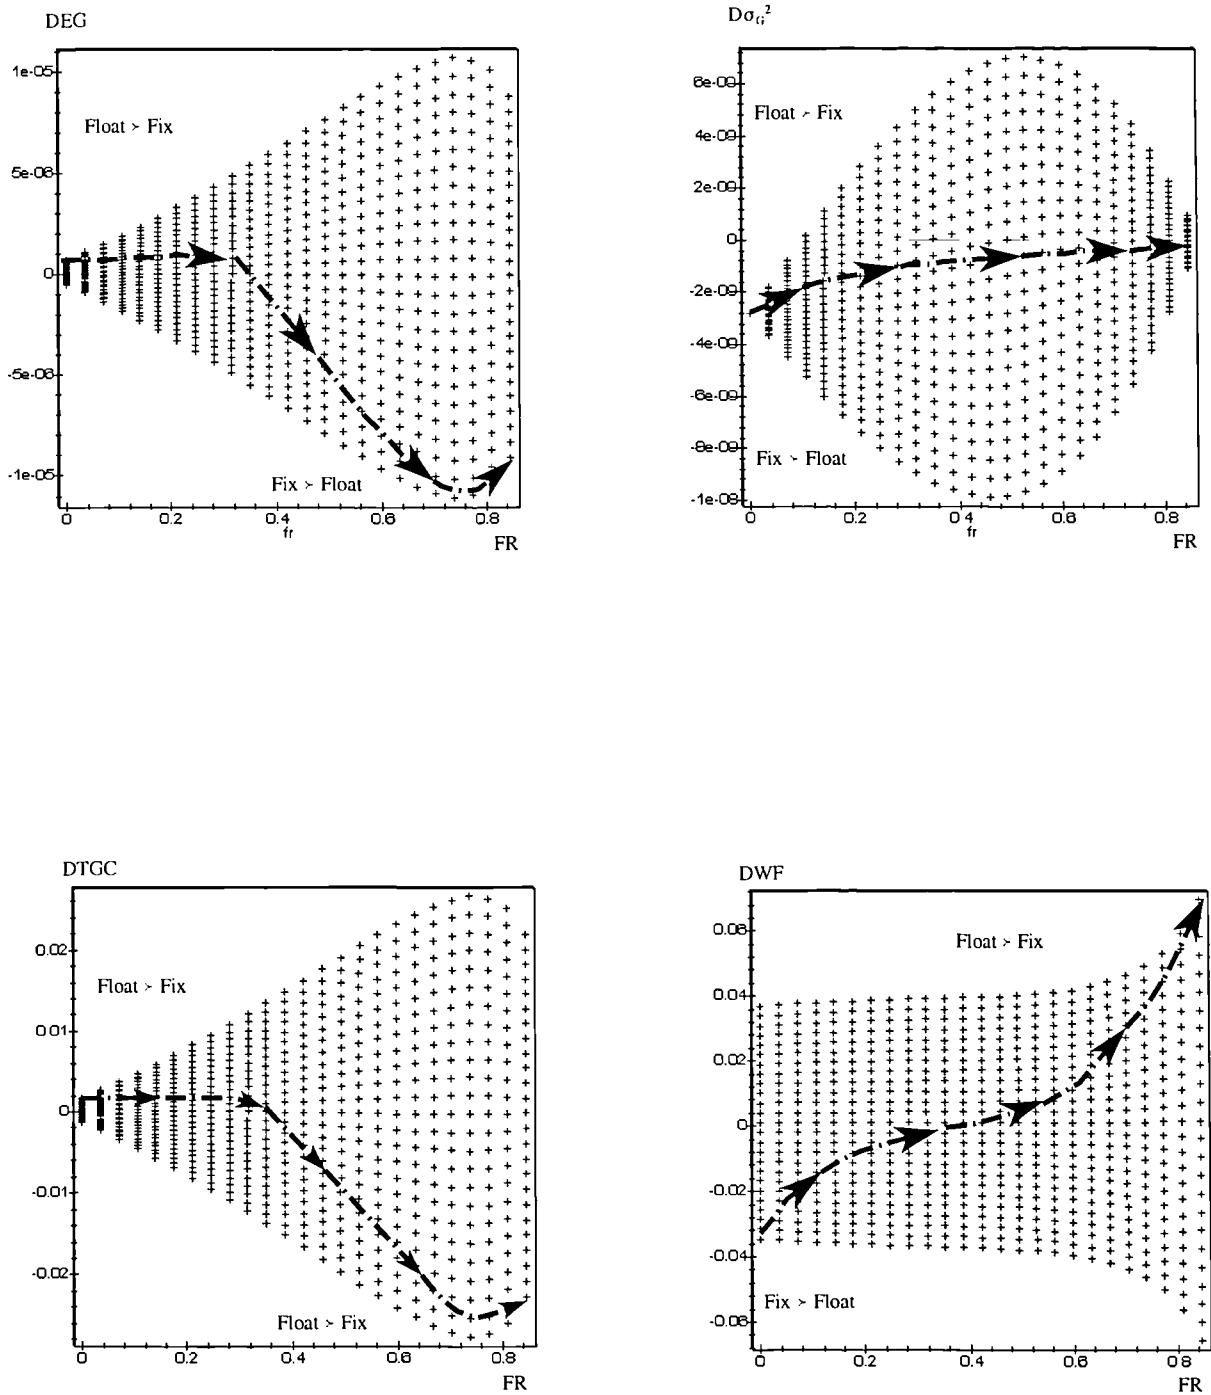 DEG
1e-05
5e-06
0
-5e-06
-1e-05
Float > Fix
Fix > Float
0 0.2 0.4 0.6 0.8
fr
FR
DσG²
6e-09
4e-09
2e-09
0
-2e-09
-4e-09
-6e-09
-8e-09
-1e-08
Float > Fix
Fix > Float
0 0.2 0.4 0.6 0.8
fr
FR
DTGC
0.02
0.01
0
-0.01
-0.02
Float > Fix
Float > Fix
0 0.2 0.4 0.6 0.8
FR
DWF
0.06
0.04
0.02
0
-0.02
-0.04
-0.06
Float > Fix
Fix > Float
0 0.2 0.4 0.6 0.8
FR